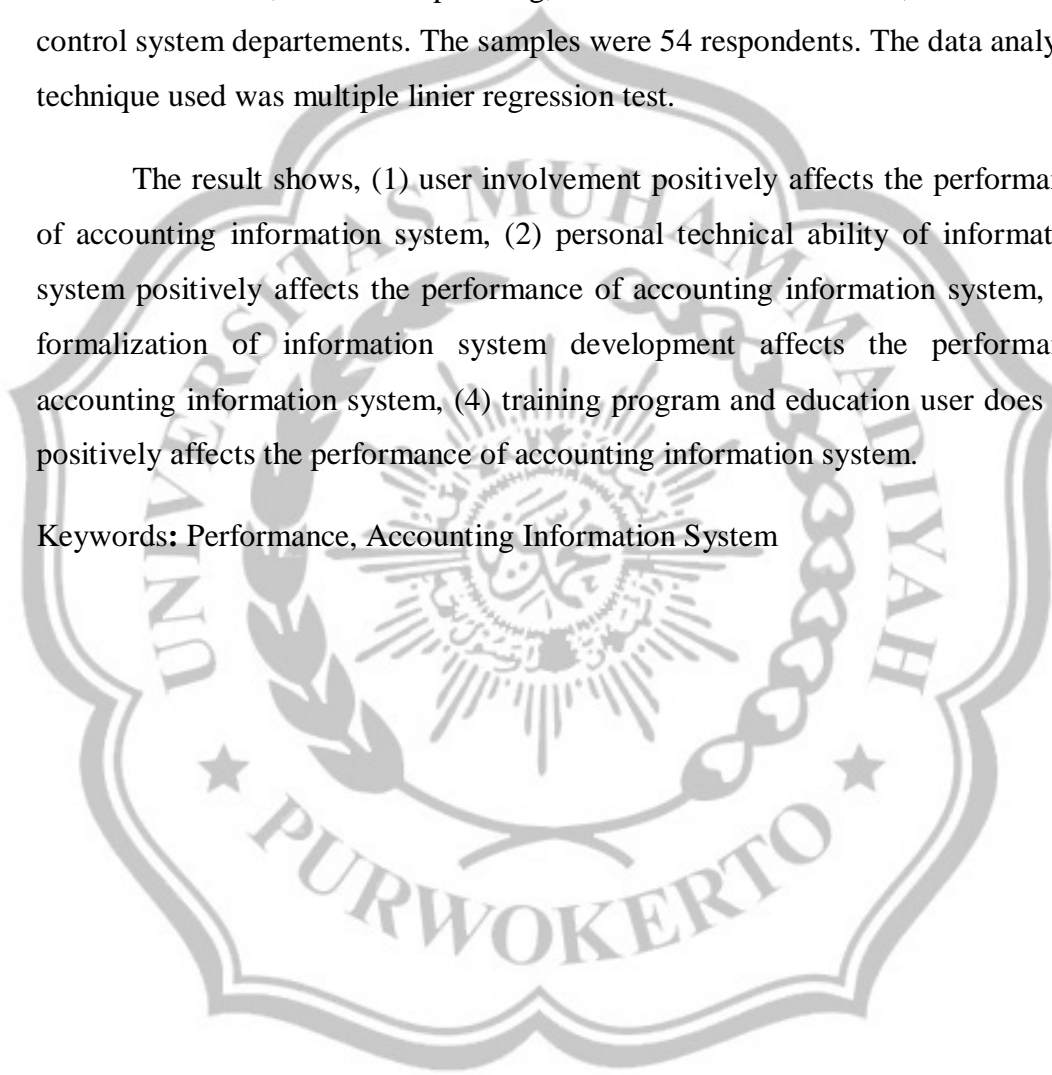 control system departements. The samples were 54 respondents. The data analy
technique used was multiple linier regression test.
The result shows, (1) user involvement positively affects the performa
of accounting information system, (2) personal technical ability of informat
system positively affects the performance of accounting information system,
formalization of information system development affects the performa
accounting information system, (4) training program and education user does
positively affects the performance of accounting information system.
Keywords: Performance, Accounting Information System
UNIVERSITAS MUHAMMADIYAH
PURWOKERTO